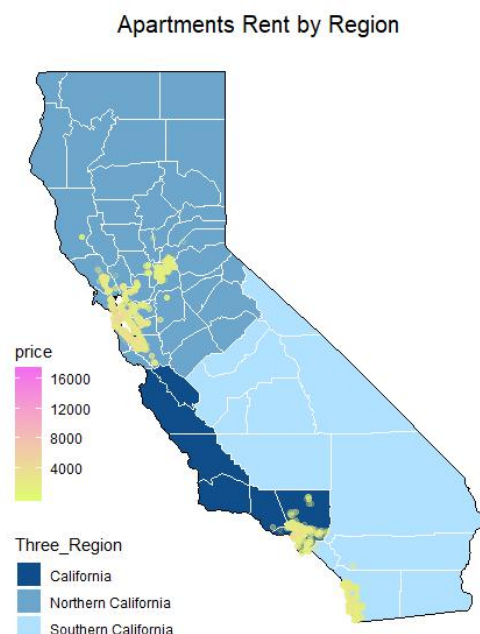 Apartments Rent by Region
price
16000
12000
8000
4000
Three_Region
California
Northern California
Southern California